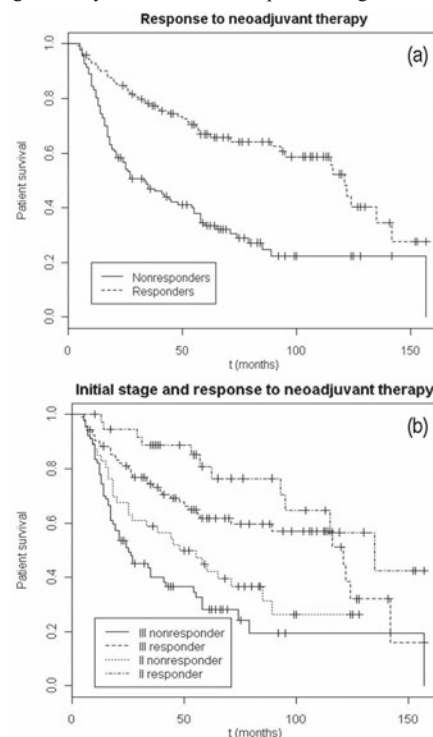 Response to neoadjuvant therapy
(a)
Patient survival
1.0
0.8
0.6
0.4
0.2
0.0
Nonresponders
Responders
0
50
100
150
t (months)
Initial stage and response to neoadjuvant therapy
(b)
Patient survival
1.0
0.8
0.6
0.4
0.2
0.0
III nonresponder
III responder
II nonresponder
II responder
0
50
100
150
t (months)